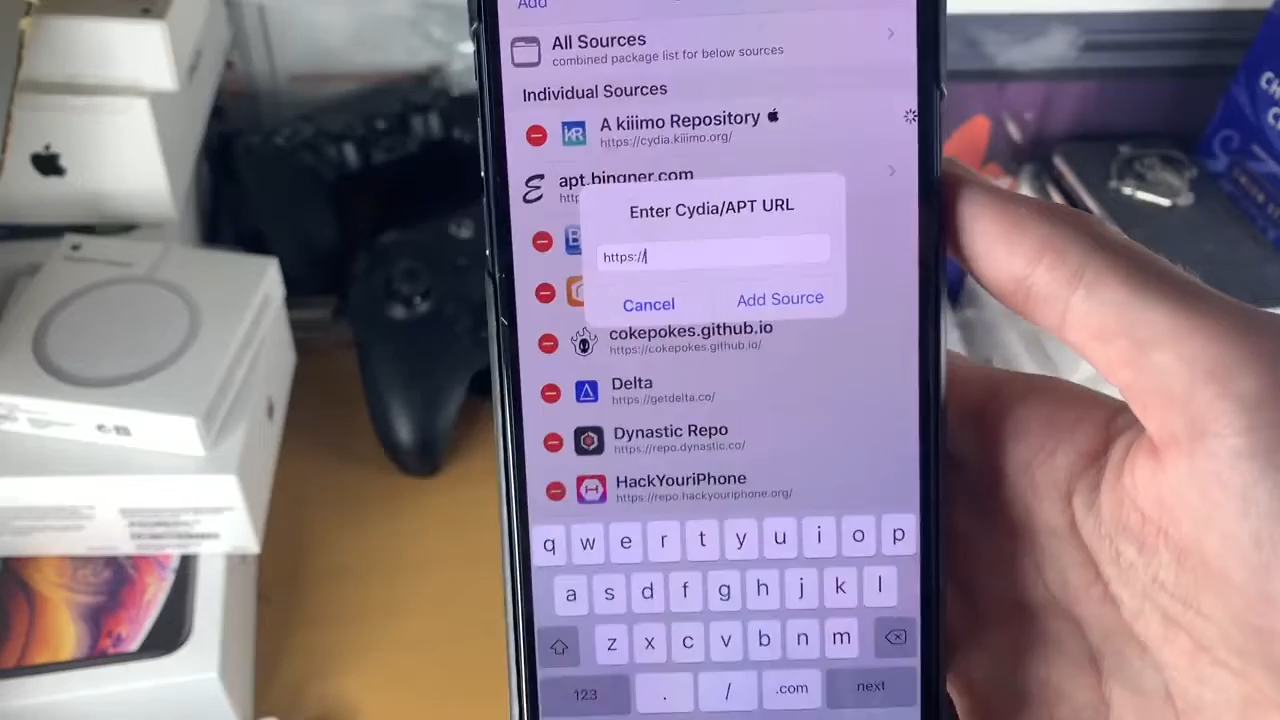 Add
All Sources
combined package list for below sources
Individual Sources
A kiiimo Repository
https://cydia.kiiimo.org/
apt.bingner.com
http
Enter Cydia/APT URL
https://
Cancel
Add Source
cokepokes.github.io
https://cokepokes.github.io/
Delta
https://getdelta.co/
Dynastic Repo
https://repo.dynastic.co/
HackYouriPhone
https://repo.hackyouriphone.org/
q w e r t y u i o p
a s d f g h j k l
z x c v b n m
123 . / .com next